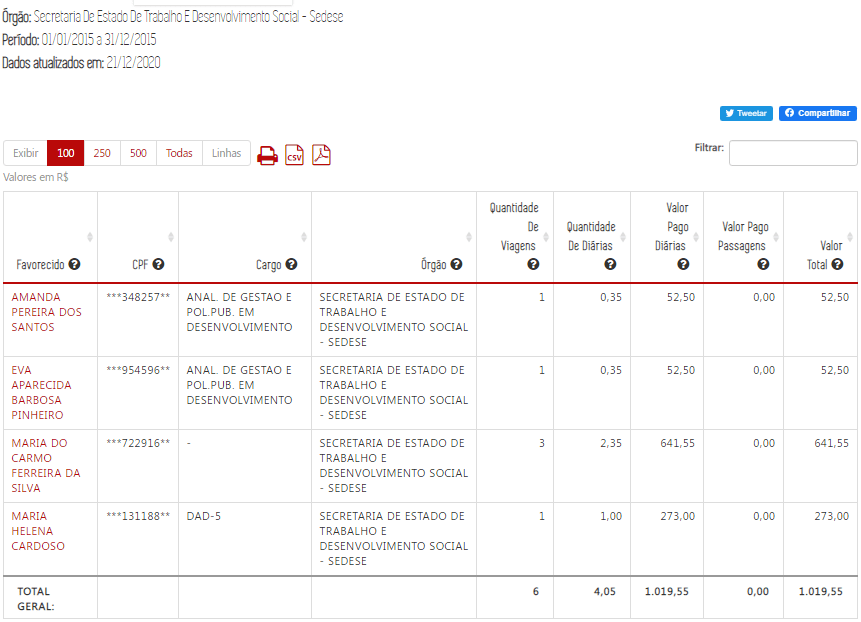 Órgão: Secretaria De Estado De Trabalho E Desenvolvimento Social - Sedese
Período: 01/01/2015 a 31/12/2015
Dados atualizados em: 21/12/2020
Tweetar Compartilhar
Exibir 100 250 500 Todas Linhas CSV Filtrar:
Valores em R$
Favorecido ? CPF ? Cargo ? Órgão ? Quantidade De Viagens ? Quantidade De Diárias ? Valor Pago Diárias ? Valor Pago Passagens ? Valor Total ?
AMANDA ***348257** ANAL. DE GESTAO E SECRETARIA DE ESTADO DE 1 0,35 52,50 0,00 52,50
PEREIRA DOS POL.PUB. EM TRABALHO E
SANTOS DESENVOLVIMENTO DESENVOLVIMENTO SOCIAL
- SEDESE
EVA ***954596** ANAL. DE GESTAO E SECRETARIA DE ESTADO DE 1 0,35 52,50 0,00 52,50
APARECIDA POL.PUB. EM TRABALHO E
BARBOSA DESENVOLVIMENTO DESENVOLVIMENTO SOCIAL
PINHEIRO - SEDESE
MARIA DO ***722916** - SECRETARIA DE ESTADO DE 3 2,35 641,55 0,00 641,55
CARMO TRABALHO E
FERREIRA DA DESENVOLVIMENTO SOCIAL
SILVA - SEDESE
MARIA ***131188** DAD-5 SECRETARIA DE ESTADO DE 1 1,00 273,00 0,00 273,00
HELENA TRABALHO E
CARDOSO DESENVOLVIMENTO SOCIAL
- SEDESE
TOTAL 6 4,05 1.019,55 0,00 1.019,55
GERAL: